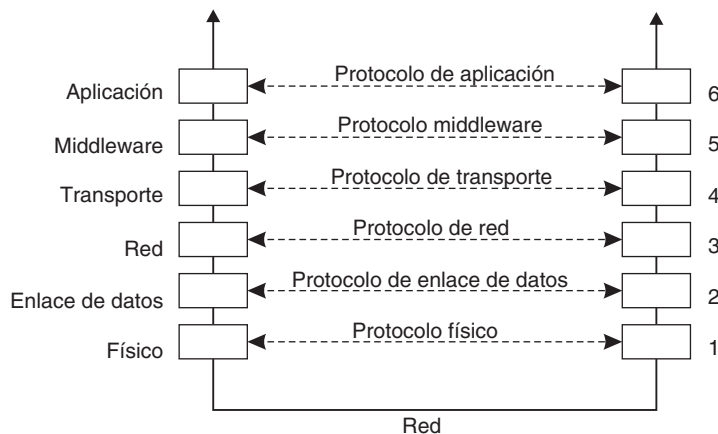 Aplicación
Protocolo de aplicación
6
Middleware
Protocolo middleware
5
Transporte
Protocolo de transporte
4
Red
Protocolo de red
3
Enlace de datos
Protocolo de enlace de datos
2
Físico
Protocolo físico
1
Red